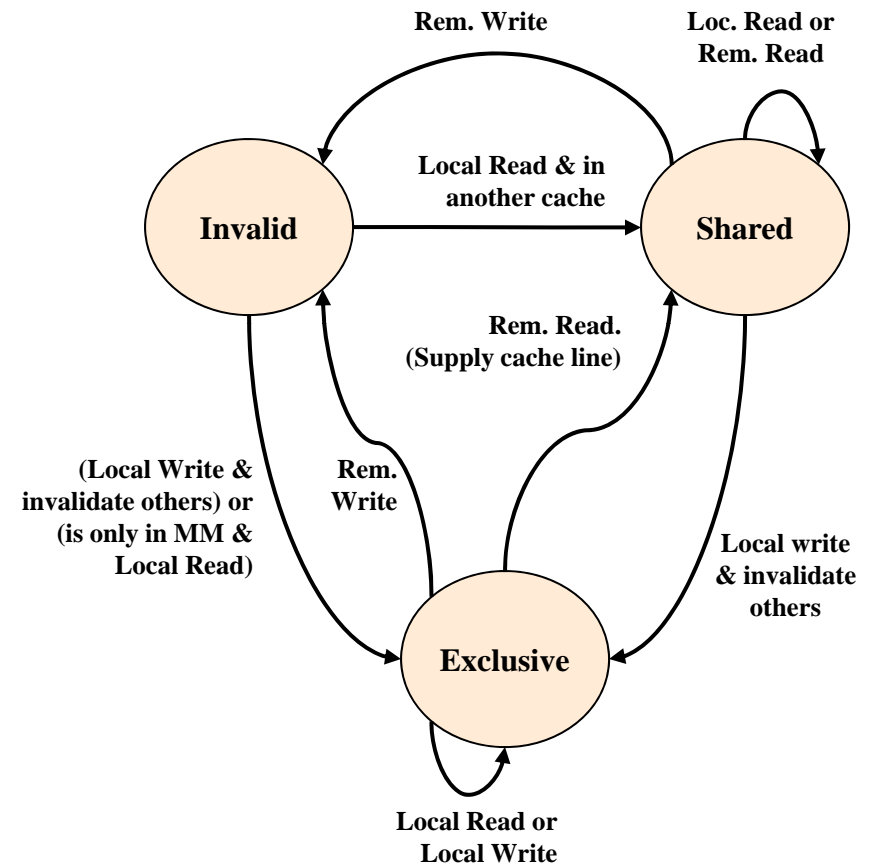 Rem. Write
Loc. Read or
Rem. Read
Local Read & in
another cache
Invalid
Shared
Rem. Read.
(Supply cache line)
(Local Write &
invalidate others) or
(is only in MM &
Local Read)
Rem.
Write
Local write
& invalidate
others
Exclusive
Local Read or
Local Write